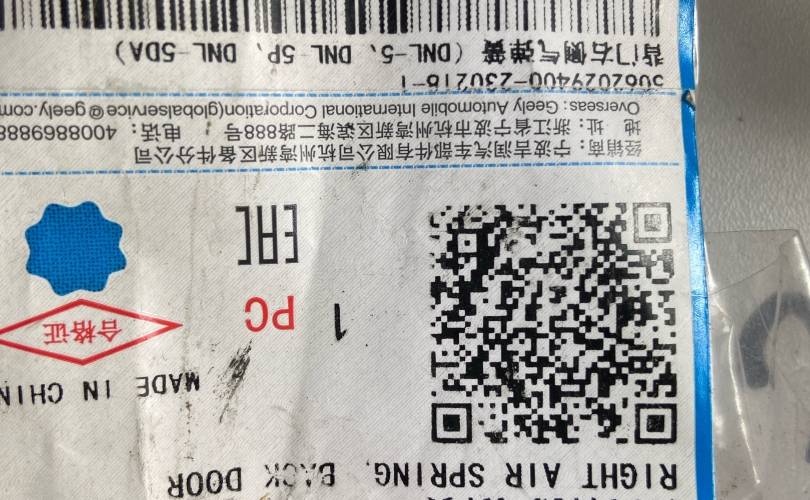 RIGHT AIR SPRING, BACK DOOR
MADE IN CHIN
1 PC
合格证
EAC
经销商：宁波吉润汽车部件有限公司杭州湾新区备件分公司
地 址：浙江省宁波市杭州湾新区滨海二路888号 电话：4008869888
Overseas: Geely Automobile International Corporation(globalservice@geely.com
背门右侧气弹簧（DNL-5、DNL-5P、DNL-5DA）